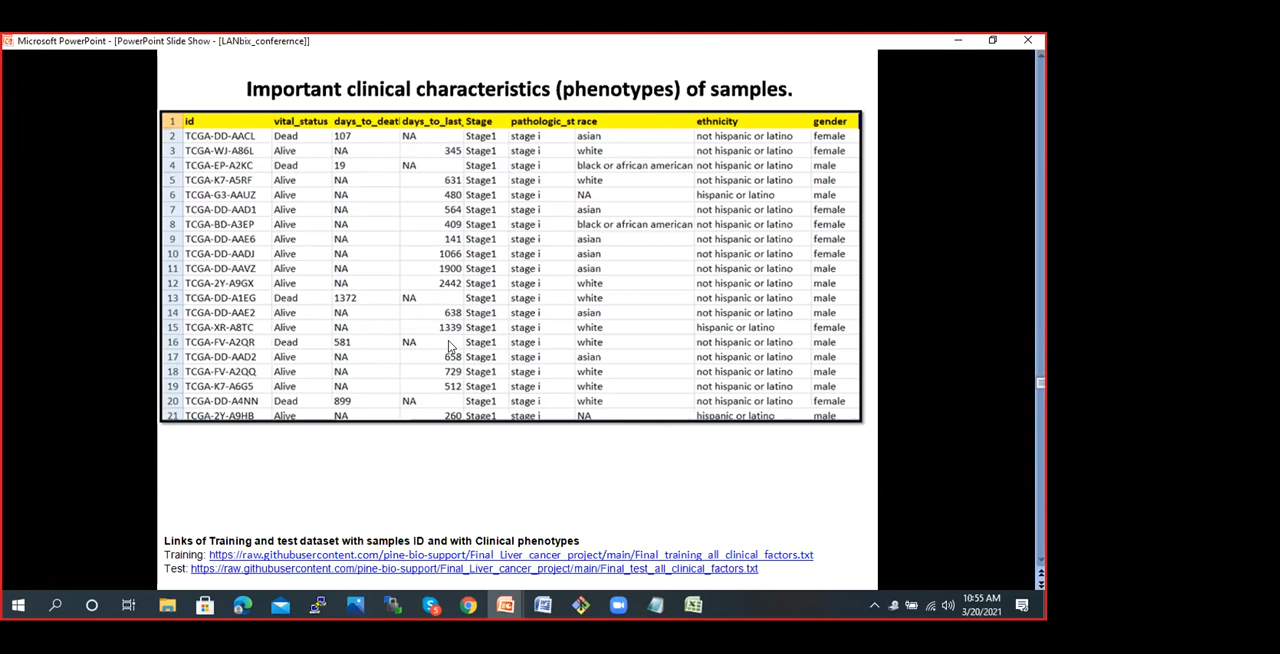 Microsoft PowerPoint - [PowerPoint Slide Show - [LANbix_conferernce]]
Important clinical characteristics (phenotypes) of samples.
1 id vital_status days_to_deatl days_to_last_ Stage pathologic_st race ethnicity gender
2 TCGA-DD-AACL Dead 107 NA Stage1 stage i asian not hispanic or latino female
3 TCGA-WJ-A86L Alive NA 345 Stage1 stage i white not hispanic or latino female
4 TCGA-EP-A2KC Dead 19 NA Stage1 stage i black or african american not hispanic or latino male
5 TCGA-K7-A5RF Alive NA 631 Stage1 stage i white not hispanic or latino male
6 TCGA-G3-AAUZ Alive NA 480 Stage1 stage i NA hispanic or latino male
7 TCGA-DD-AAD1 Alive NA 564 Stage1 stage i asian not hispanic or latino female
8 TCGA-BD-A3EP Alive NA 409 Stage1 stage i black or african american not hispanic or latino female
9 TCGA-DD-AAE6 Alive NA 141 Stage1 stage i asian not hispanic or latino female
10 TCGA-DD-AADJ Alive NA 1066 Stage1 stage i asian not hispanic or latino female
11 TCGA-DD-AAVZ Alive NA 1900 Stage1 stage i asian not hispanic or latino male
12 TCGA-2Y-A9GX Alive NA 2442 Stage1 stage i white not hispanic or latino male
13 TCGA-DD-A1EG Dead 1372 NA Stage1 stage i white not hispanic or latino male
14 TCGA-DD-AAE2 Alive NA 638 Stage1 stage i asian not hispanic or latino male
15 TCGA-XR-A8TC Alive NA 1339 Stage1 stage i white hispanic or latino female
16 TCGA-FV-A2QR Dead 581 NA Stage1 stage i white not hispanic or latino male
17 TCGA-DD-AAD2 Alive NA 658 Stage1 stage i asian not hispanic or latino male
18 TCGA-FV-A2QQ Alive NA 729 Stage1 stage i white not hispanic or latino male
19 TCGA-K7-A6G5 Alive NA 512 Stage1 stage i white not hispanic or latino male
20 TCGA-DD-A4NN Dead 899 NA Stage1 stage i white not hispanic or latino female
21 TCGA-2Y-A9HB Alive NA 260 Stage1 stage i NA hispanic or latino male
Links of Training and test dataset with samples ID and with Clinical phenotypes
Training: https://raw.githubusercontent.com/pine-bio-support/Final_Liver_cancer_project/main/Final_training_all_clinical_factors.txt
Test: https://raw.githubusercontent.com/pine-bio-support/Final_Liver_cancer_project/main/Final_test_all_clinical_factors.txt
10:55 AM
3/20/2021